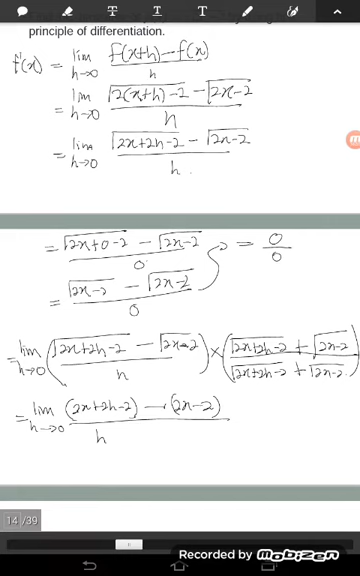 principle of differentiation.
f'(x) = lim h→0 f(x+h) – f(x) / h
= lim h→0 √2(x+h)–2 – √2x–2 / h
= lim h→0 √2x+2h–2 – √2x–2 / h
= √2x+0–2 – √2x–2 / 0 = 0/0
= √2x–2 – √2x–2 / 0
= lim h→0 (√2x+2h–2 – √2x–2 / h) × (√2x+2h–2 + √2x–2 / √2x+2h–2 + √2x–2)
= lim h→0 (2x+2h–2) – (2x–2) / h
14 /39
Recorded by mobizen